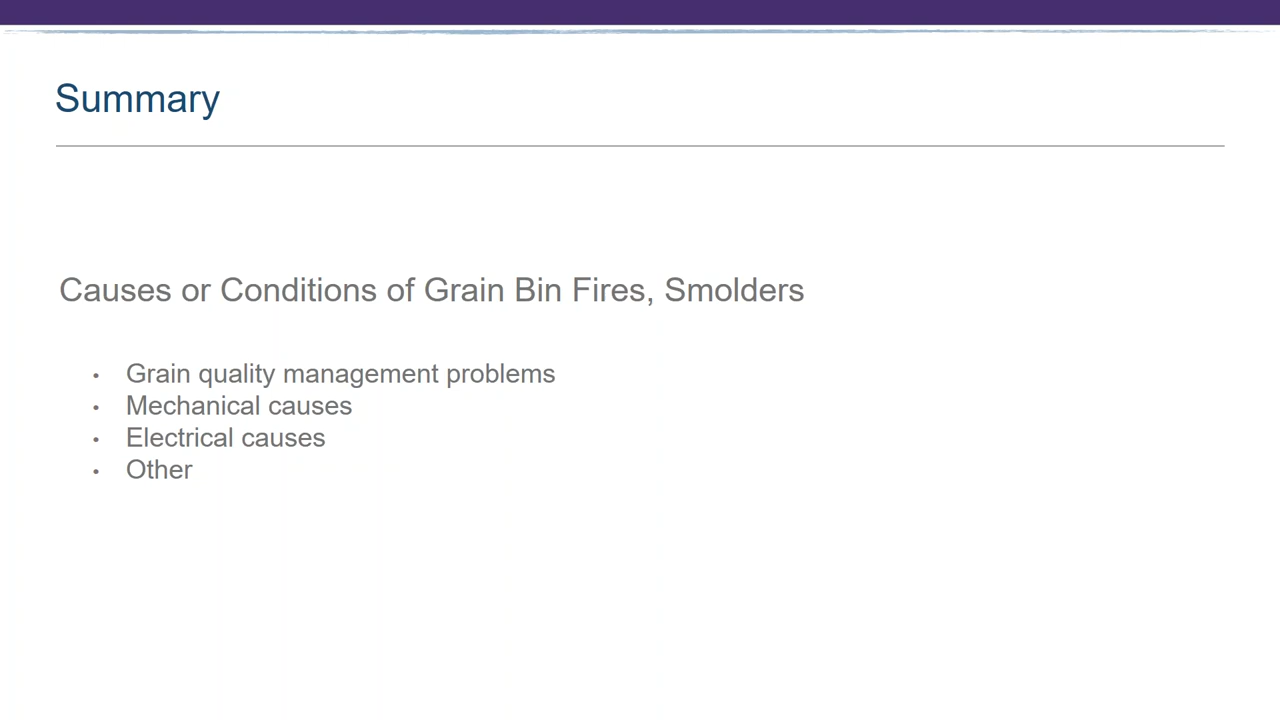 Summary
Causes or Conditions of Grain Bin Fires, Smolders
• Grain quality management problems
• Mechanical causes
• Electrical causes
• Other